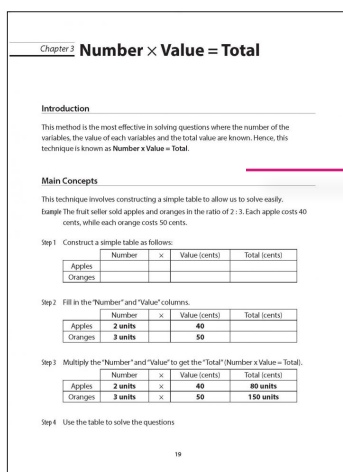 Chapter 3 Number × Value = Total
Introduction
This method is the most effective in solving questions where the number of the
variables, the value of each variables and the total value are known. Hence, this
technique is known as Number x Value = Total.
Main Concepts
This technique involves constructing a simple table to allow us to solve easily.
Example The fruit seller sold apples and oranges in the ratio of 2 : 3. Each apple costs 40
cents, while each orange costs 50 cents.
Step 1 Construct a simple table as follows:
Number × Value (cents) Total (cents)
Apples
Oranges
Step 2 Fill in the "Number" and "Value" columns.
Number × Value (cents) Total (cents)
Apples 2 units 40
Oranges 3 units 50
Step 3 Multiply the "Number" and "Value" to get the "Total" (Number x Value = Total).
Number × Value (cents) Total (cents)
Apples 2 units × 40 80 units
Oranges 3 units × 50 150 units
Step 4 Use the table to solve the questions
19